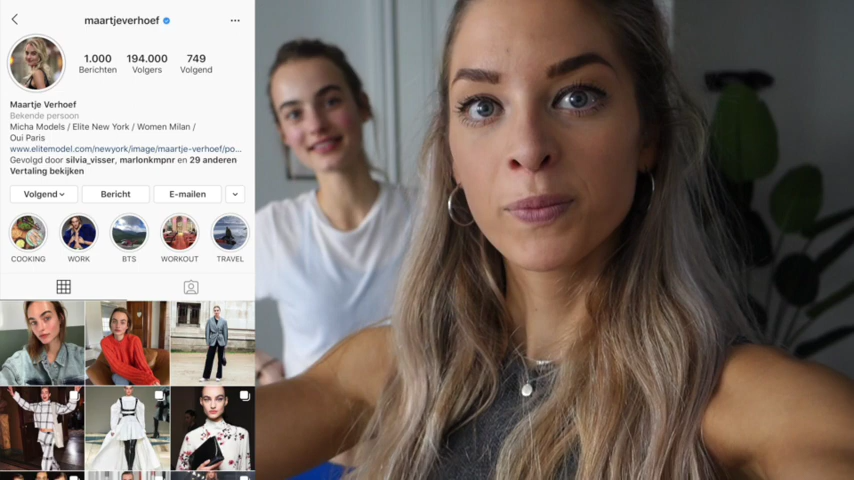 maartjeverhoef
1.000 194.000 749
Berichten Volgers Volgend
Maartje Verhoef
Bekende persoon
Micha Models / Elite New York / Women Milan /
Oui Paris
www.elitemodel.com/newyork/image/maartje-verhoef/po...
Gevolgd door silvia_visser, marlonkmpnr en 29 anderen
Vertaling bekijken
Volgend Bericht E-mailen
COOKING WORK BTS WORKOUT TRAVEL